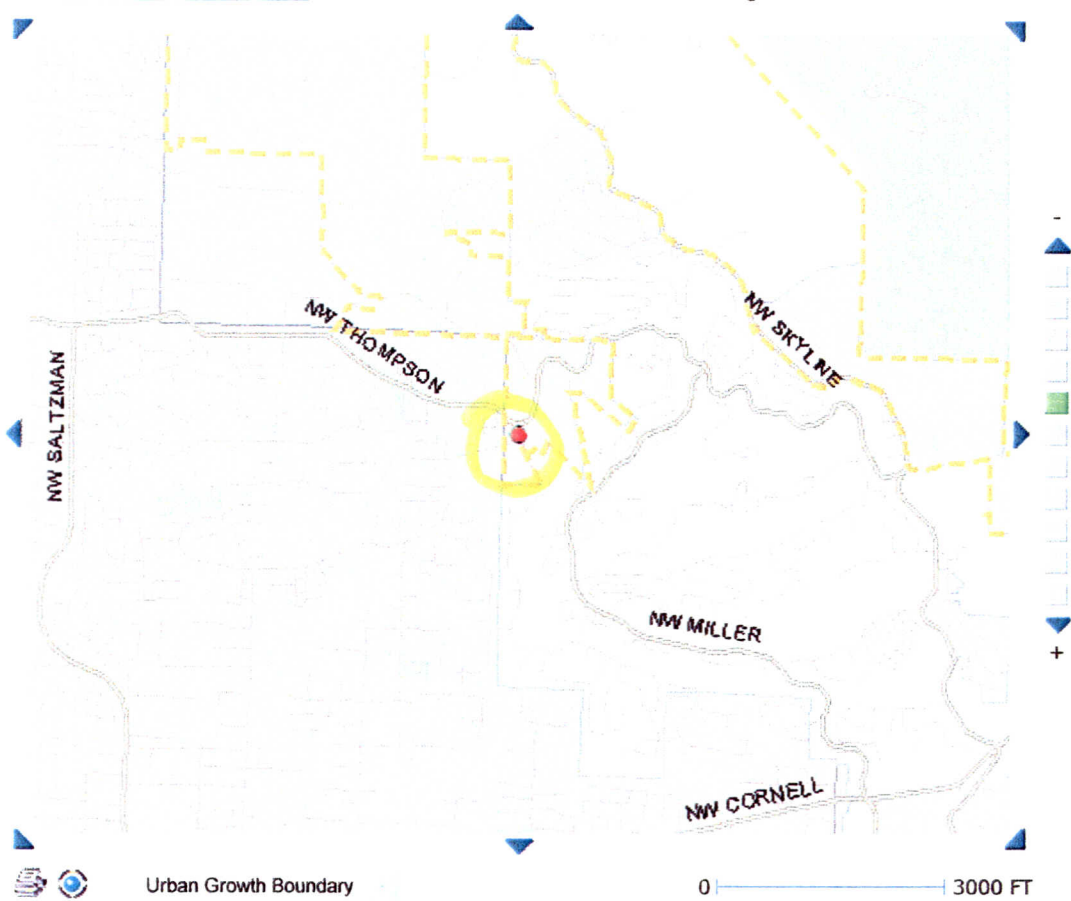 NW THOMPSON
NW SKYLINE
NW SALTZMAN
-
+
NW MILLER
NW CORNELL
Urban Growth Boundary
0 3000 FT